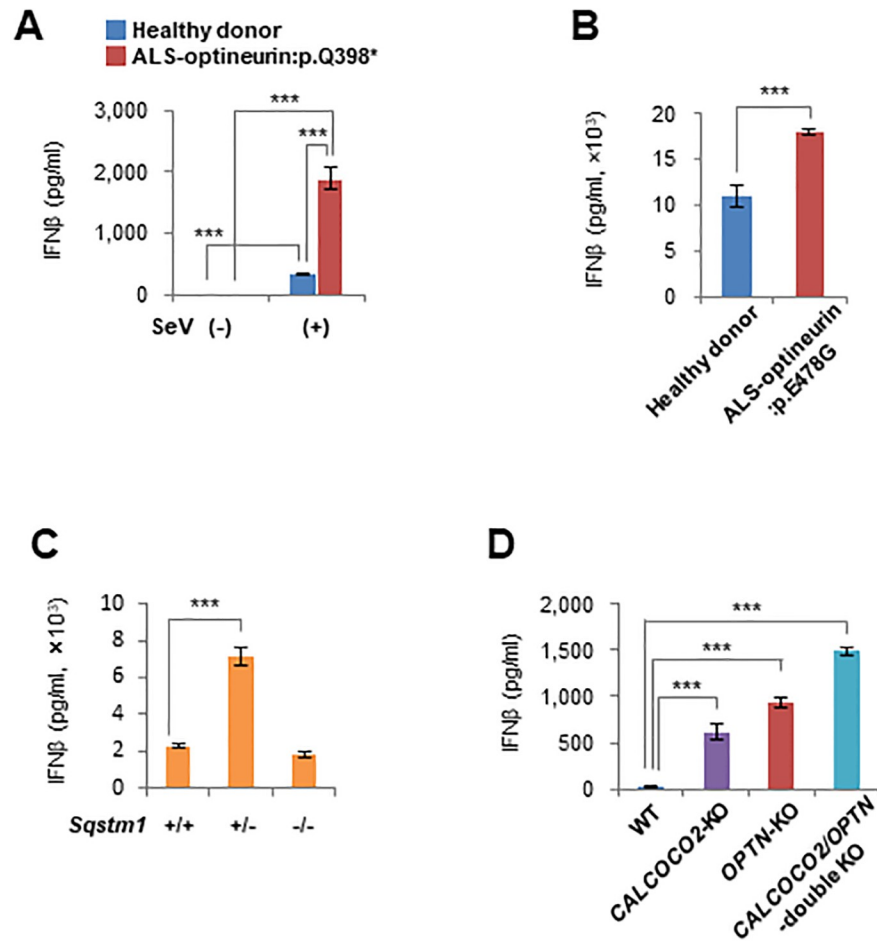 A
Healthy donor
ALS-optineurin:p.Q398*
IFNβ (pg/ml)
3,000
2,000
1,000
0
***
***
***
SeV (-) (+)
B
IFNβ (pg/ml, ×10³)
20
15
10
5
0
***
Healthy donor
ALS-optineurin
:p.E478G
C
IFNβ (pg/ml, ×10³)
10
8
6
4
2
0
***
Sqstm1 +/+ +/- -/-
D
IFNβ (pg/ml)
2,000
1,500
1,000
500
0
***
***
***
WT
CALCOCO2-KO
OPTN-KO
CALCOCO2/OPTN
-double KO